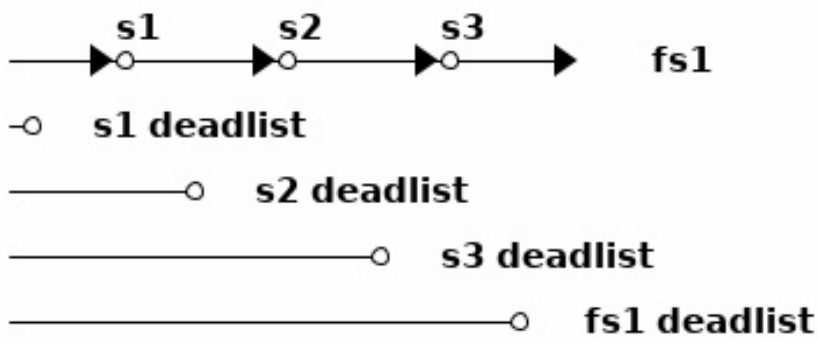 s1 s2 s3
fs1
s1 deadlist
s2 deadlist
s3 deadlist
fs1 deadlist